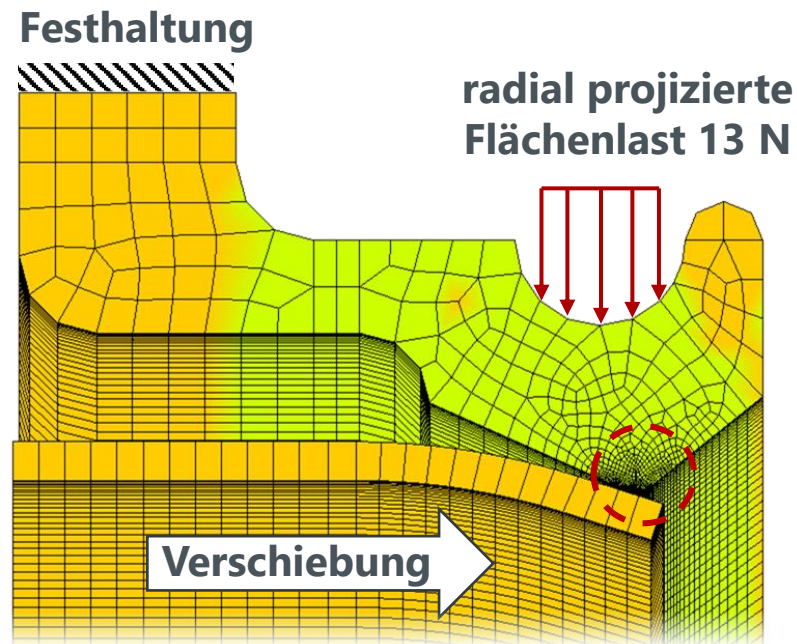 Festhaltung
radial projizierte
Flächenlast 13 N
Verschiebung